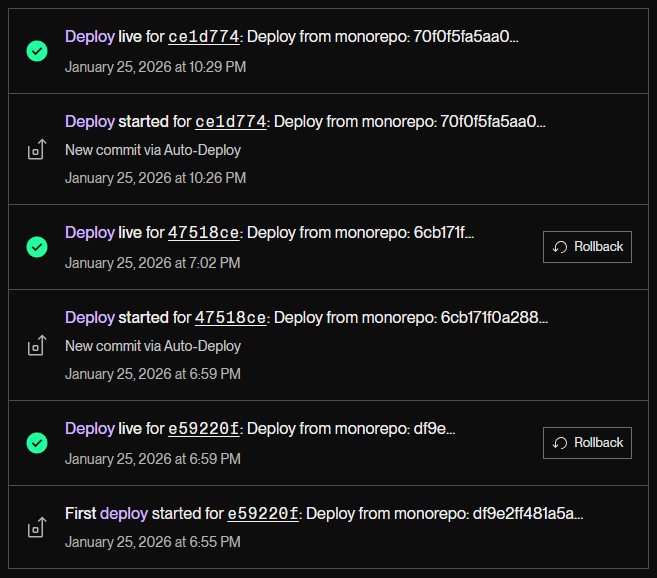 Deploy live for ce1d774: Deploy from monorepo: 70f0f5fa5aa0...
January 25, 2026 at 10:29 PM
Deploy started for ce1d774: Deploy from monorepo: 70f0f5fa5aa0...
New commit via Auto-Deploy
January 25, 2026 at 10:26 PM
Deploy live for 47518ce: Deploy from monorepo: 6cb171f...
Rollback
January 25, 2026 at 7:02 PM
Deploy started for 47518ce: Deploy from monorepo: 6cb171f0a288...
New commit via Auto-Deploy
January 25, 2026 at 6:59 PM
Deploy live for e59220f: Deploy from monorepo: df9e...
Rollback
January 25, 2026 at 6:59 PM
First deploy started for e59220f: Deploy from monorepo: df9e2ff481a5a...
January 25, 2026 at 6:55 PM